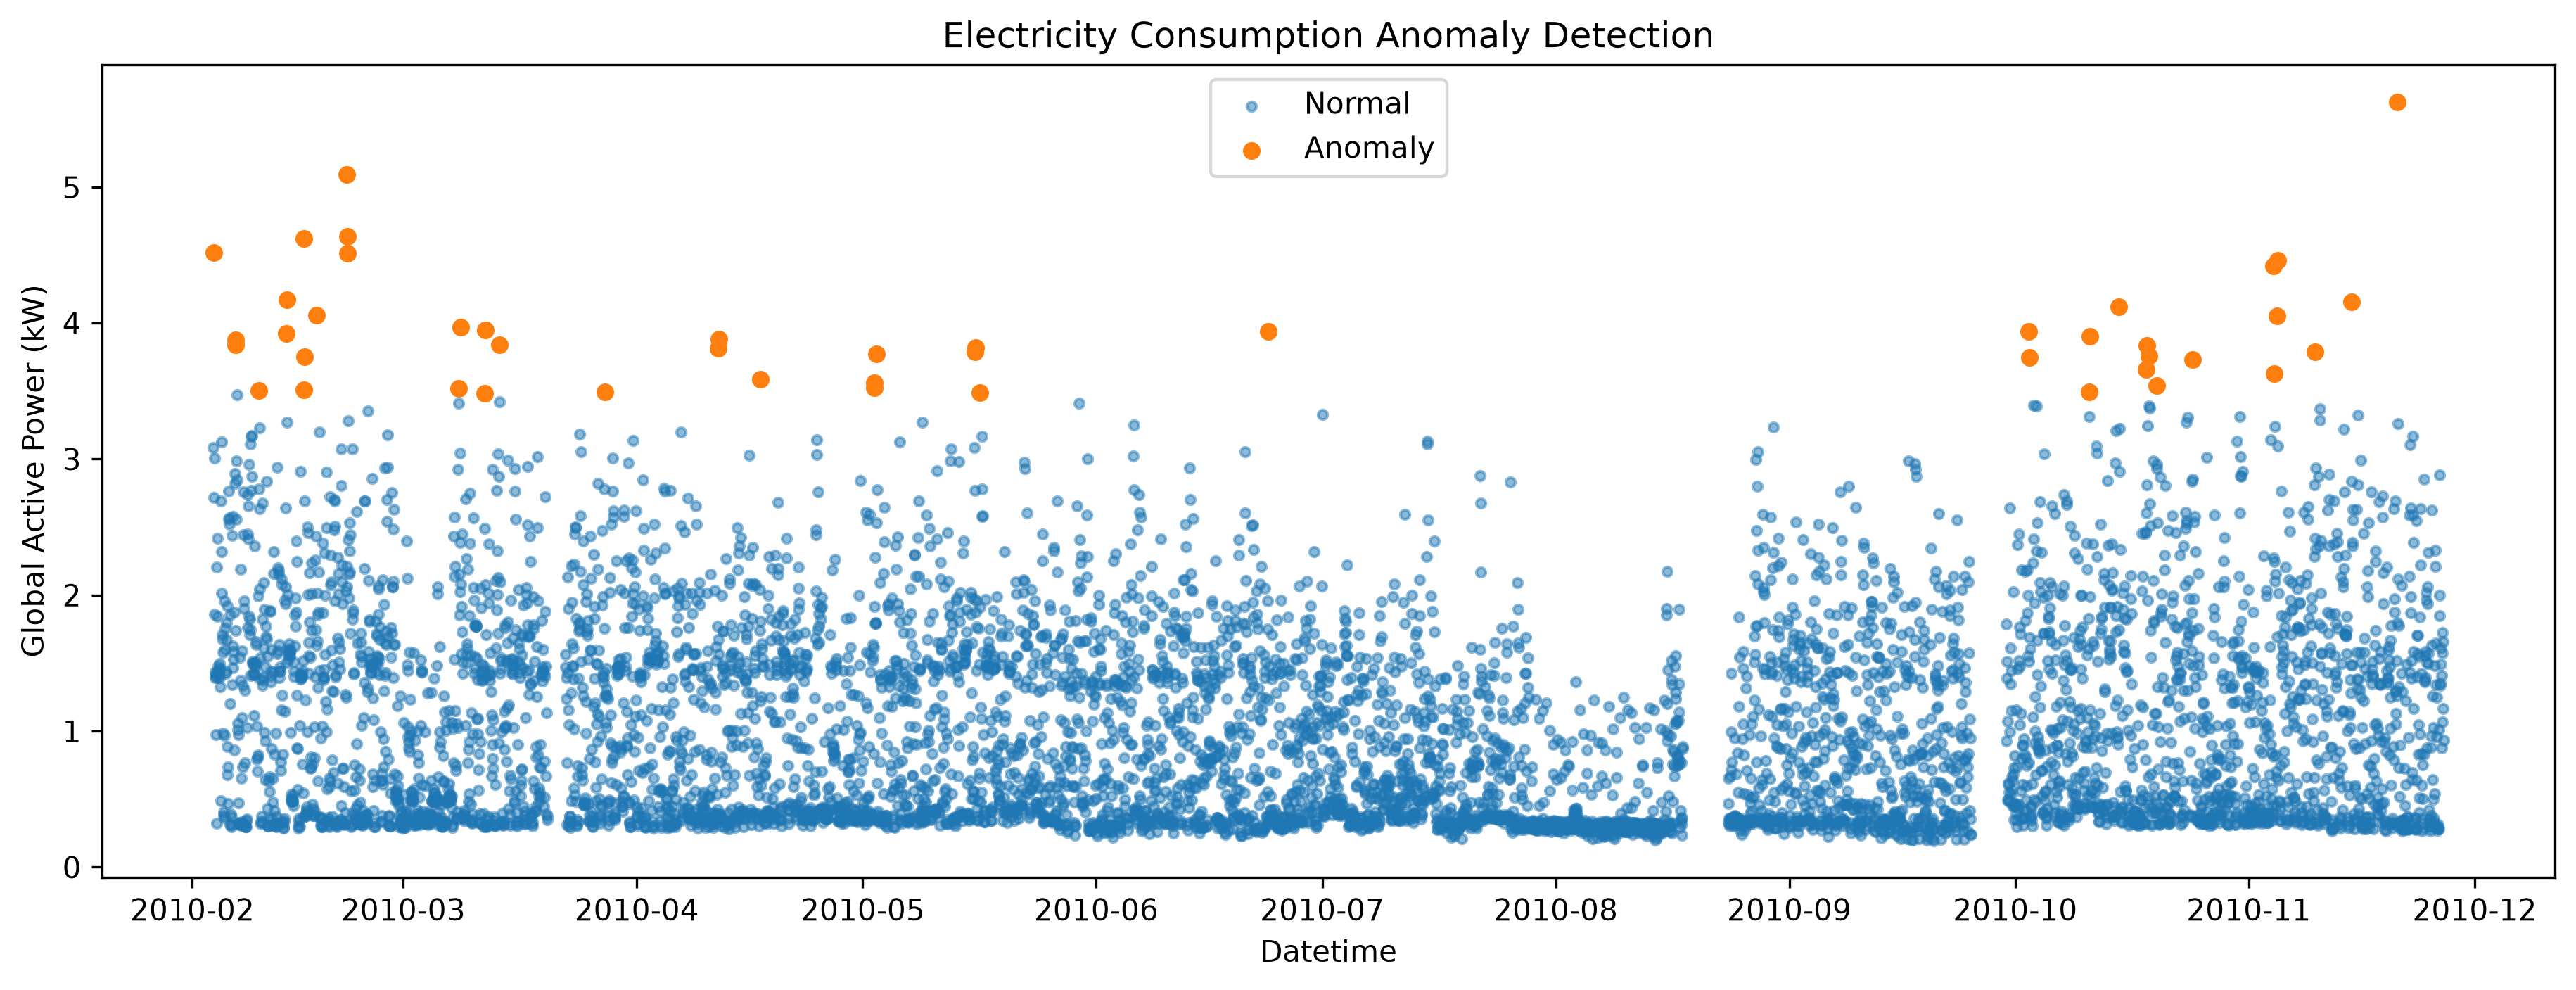 Electricity Consumption Anomaly Detection
Normal
Anomaly
Global Active Power (kW)
5
4
3
2
1
0
2010-02 2010-03 2010-04 2010-05 2010-06 2010-07 2010-08 2010-09 2010-10 2010-11 2010-12
Datetime